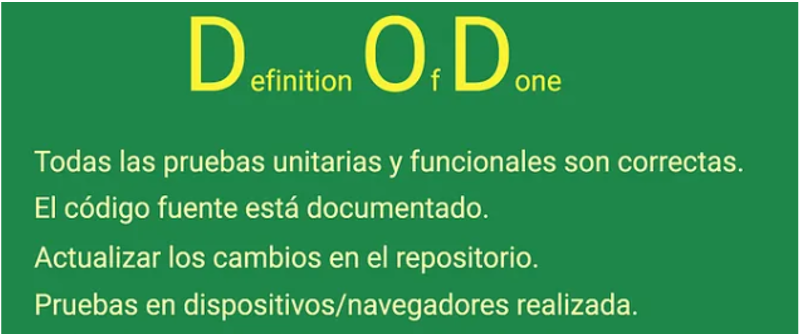 Definition Of Done
Todas las pruebas unitarias y funcionales son correctas.
El código fuente está documentado.
Actualizar los cambios en el repositorio.
Pruebas en dispositivos/navegadores realizada.